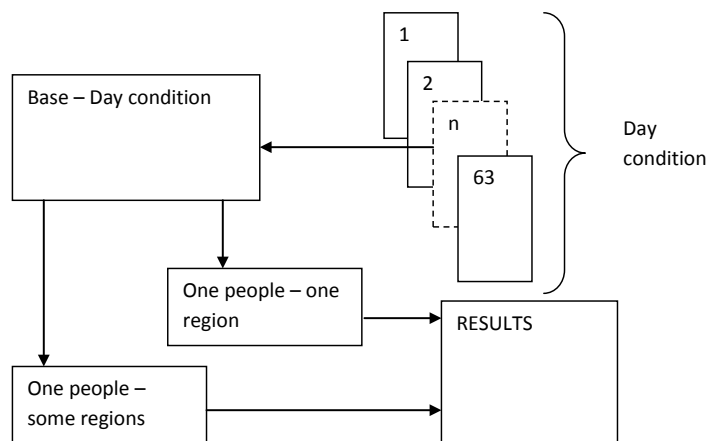 1
Base – Day condition
2
n
Day
condition
63
One people – one
region
RESULTS
One people –
some regions